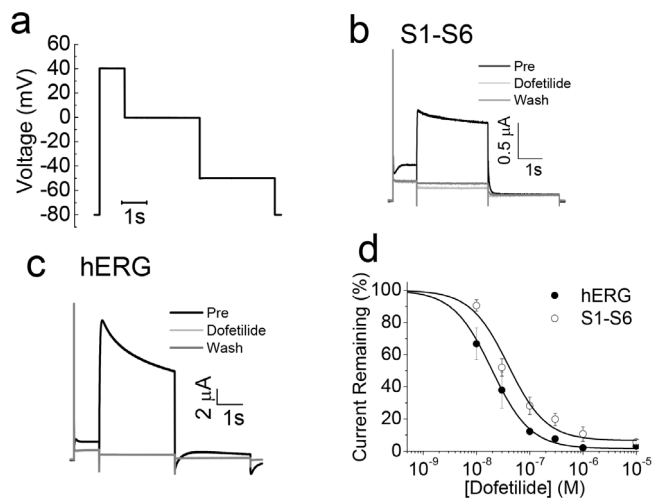 a
60
40
20
0
-20
-40
-60
-80
Voltage (mV)
1s
b
S1-S6
Pre
Dofetilide
Wash
0.5 µA
1s
c
hERG
Pre
Dofetilide
Wash
2 µA
1s
d
100
80
60
40
20
0
Current Remaining (%)
hERG
S1-S6
10⁻⁹ 10⁻⁸ 10⁻⁷ 10⁻⁶ 10⁻⁵
[Dofetilide] (M)